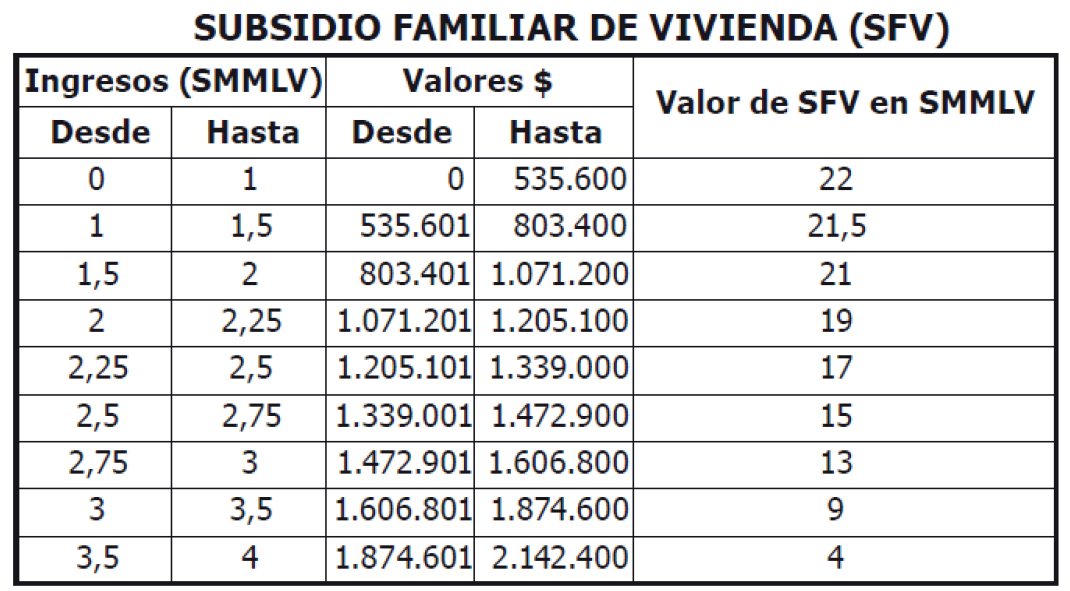 SUBSIDIO FAMILIAR DE VIVIENDA (SFV)
Ingresos (SMMLV) Valores $ Valor de SFV en SMMLV
Desde Hasta Desde Hasta
0 1 0 535.600 22
1 1,5 535.601 803.400 21,5
1,5 2 803.401 1.071.200 21
2 2,25 1.071.201 1.205.100 19
2,25 2,5 1.205.101 1.339.000 17
2,5 2,75 1.339.001 1.472.900 15
2,75 3 1.472.901 1.606.800 13
3 3,5 1.606.801 1.874.600 9
3,5 4 1.874.601 2.142.400 4